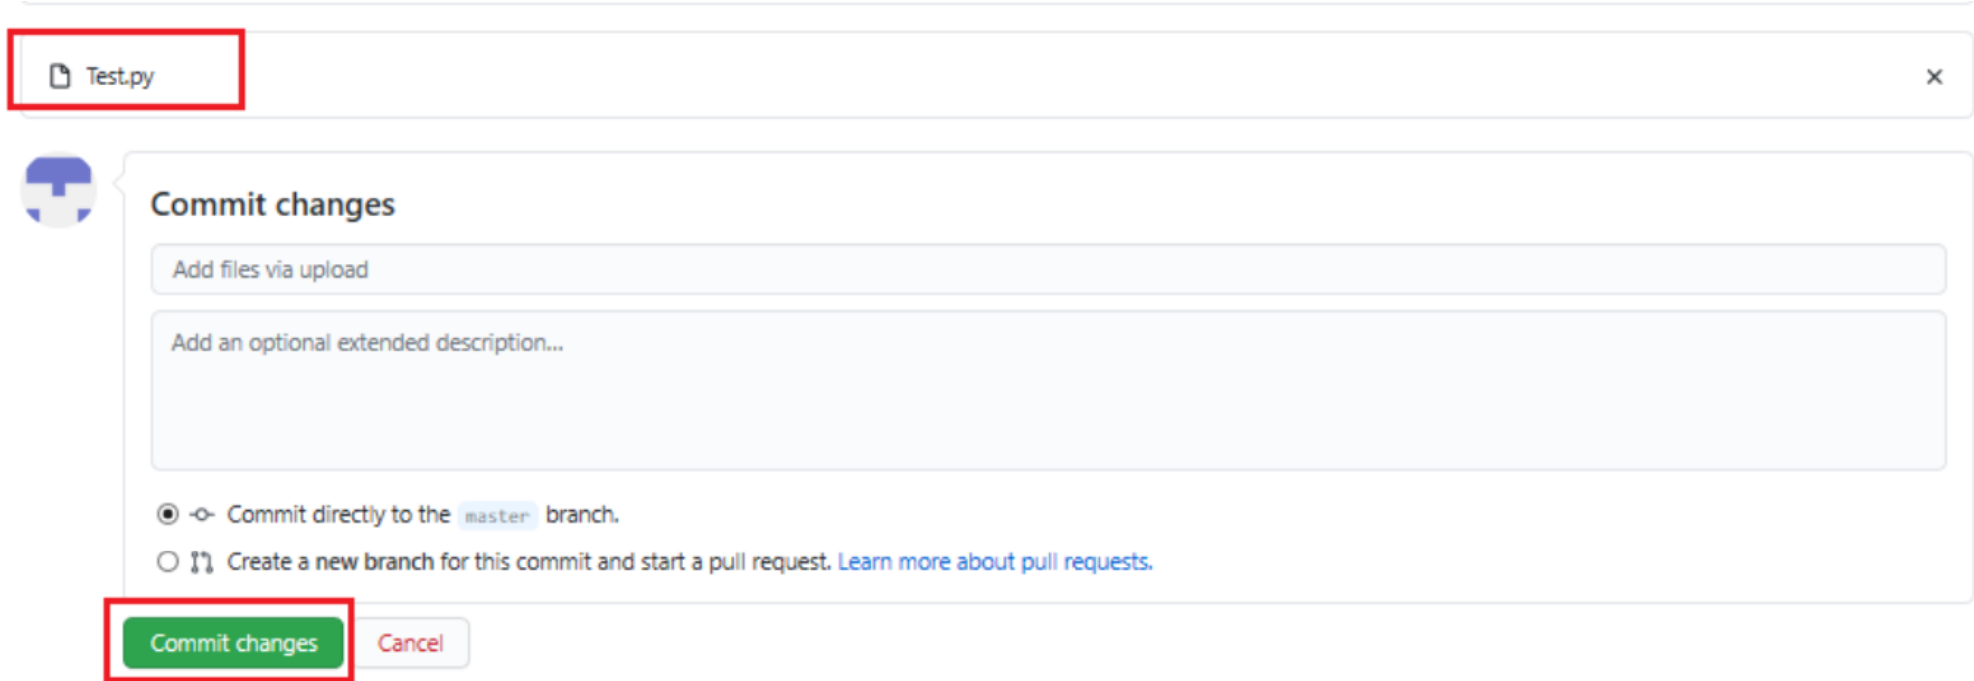 Test.py
Commit changes
Add files via upload
Add an optional extended description...
Commit directly to the master branch.
Create a new branch for this commit and start a pull request. Learn more about pull requests.
Commit changes Cancel